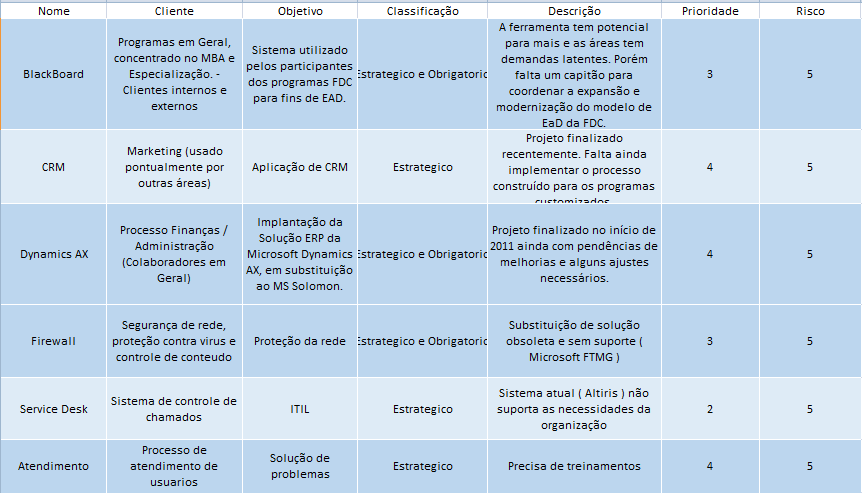 Nome Cliente Objetivo Classificação Descrição Prioridade Risco
BlackBoard
Programas em Geral,
concentrado no MBA e
Especialização. -
Clientes internos e
externos
Sistema utilizado
pelos participantes
dos programas FDC
para fins de EAD.
Estrategico e Obrigatorio
A ferramenta tem potencial
para mais e as áreas tem
demandas latentes. Porém
falta um capitão para
coordenar a expansão e
modernização do modelo de
EaD da FDC.
3
5
CRM
Marketing (usado
pontualmente por
outras áreas)
Aplicação de CRM
Estrategico
Projeto finalizado
recentemente. Falta ainda
implementar o processo
construído para os programas
customizados
4
5
Dynamics AX
Processo Finanças /
Administração
(Colaboradores em
Geral)
Implantação da
Solução ERP da
Microsoft Dynamics
AX, em substituição
ao MS Solomon.
Estrategico e Obrigatorio
Projeto finalizado no início de
2011 ainda com pendências de
melhorias e alguns ajustes
necessários.
4
5
Firewall
Segurança de rede,
proteção contra virus e
controle de conteudo
Proteção da rede
Estrategico e Obrigatorio
Substituição de solução
obsoleta e sem suporte (
Microsoft FTMG )
3
5
Service Desk
Sistema de controle de
chamados
ITIL
Estrategico
Sistema atual ( Altiris ) não
suporta as necessidades da
organização
2
5
Atendimento
Processo de
atendimento de
usuarios
Solução de
problemas
Estrategico
Precisa de treinamentos
4
5